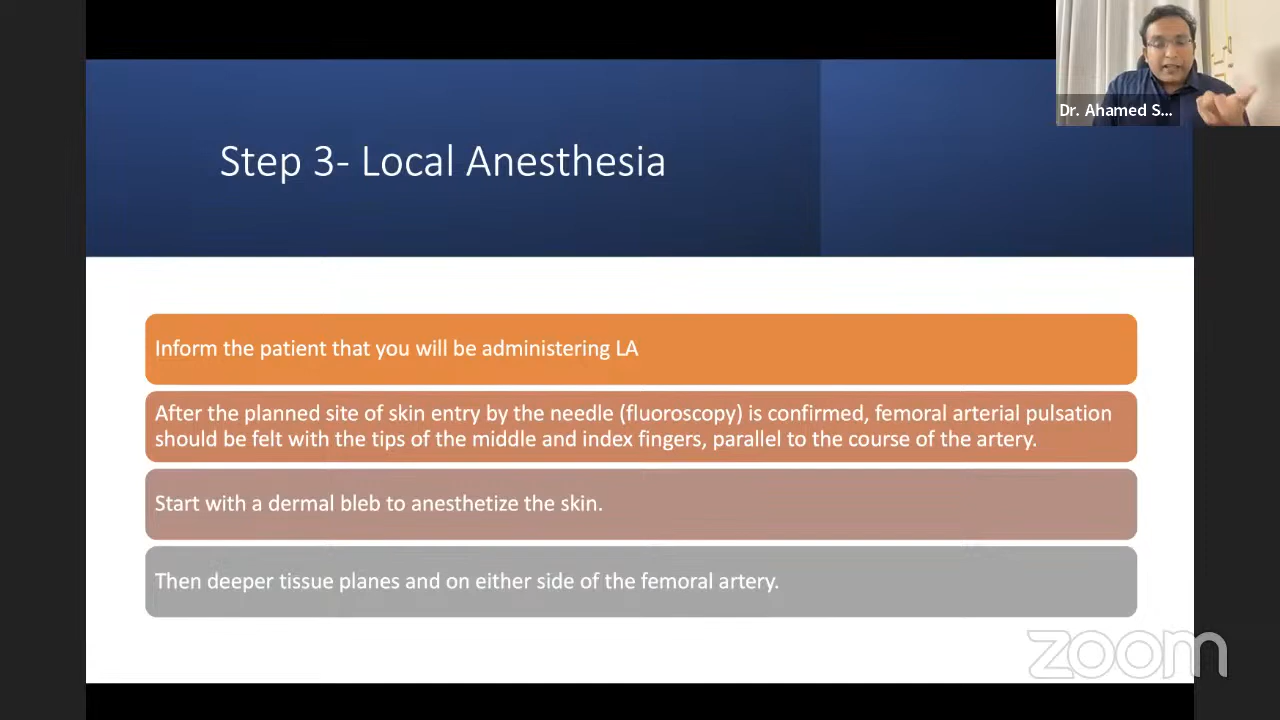 Dr. Ahamed S...
Step 3- Local Anesthesia
Inform the patient that you will be administering LA
After the planned site of skin entry by the needle (fluoroscopy) is confirmed, femoral arterial pulsation
should be felt with the tips of the middle and index fingers, parallel to the course of the artery.
Start with a dermal bleb to anesthetize the skin.
Then deeper tissue planes and on either side of the femoral artery.
zoom